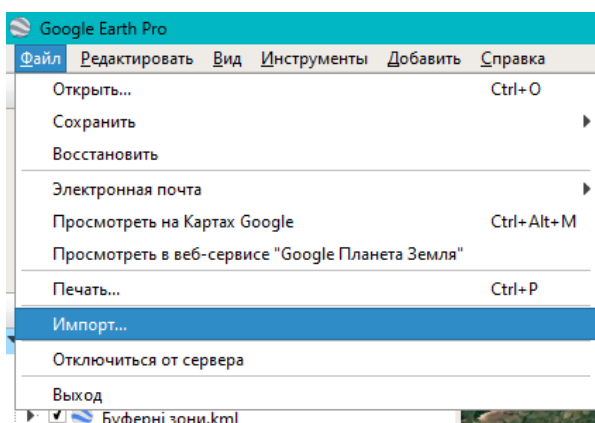 Google Earth Pro
Файл Редактировать Вид Инструменты Добавить Справка
Открыть... Ctrl+O
Сохранить
Восстановить
Электронная почта
Просмотреть на Картах Google Ctrl+Alt+M
Просмотреть в веб-сервисе "Google Планета Земля"
Печать... Ctrl+P
Импорт...
Отключиться от сервера
Выход
Буферні зони.kml